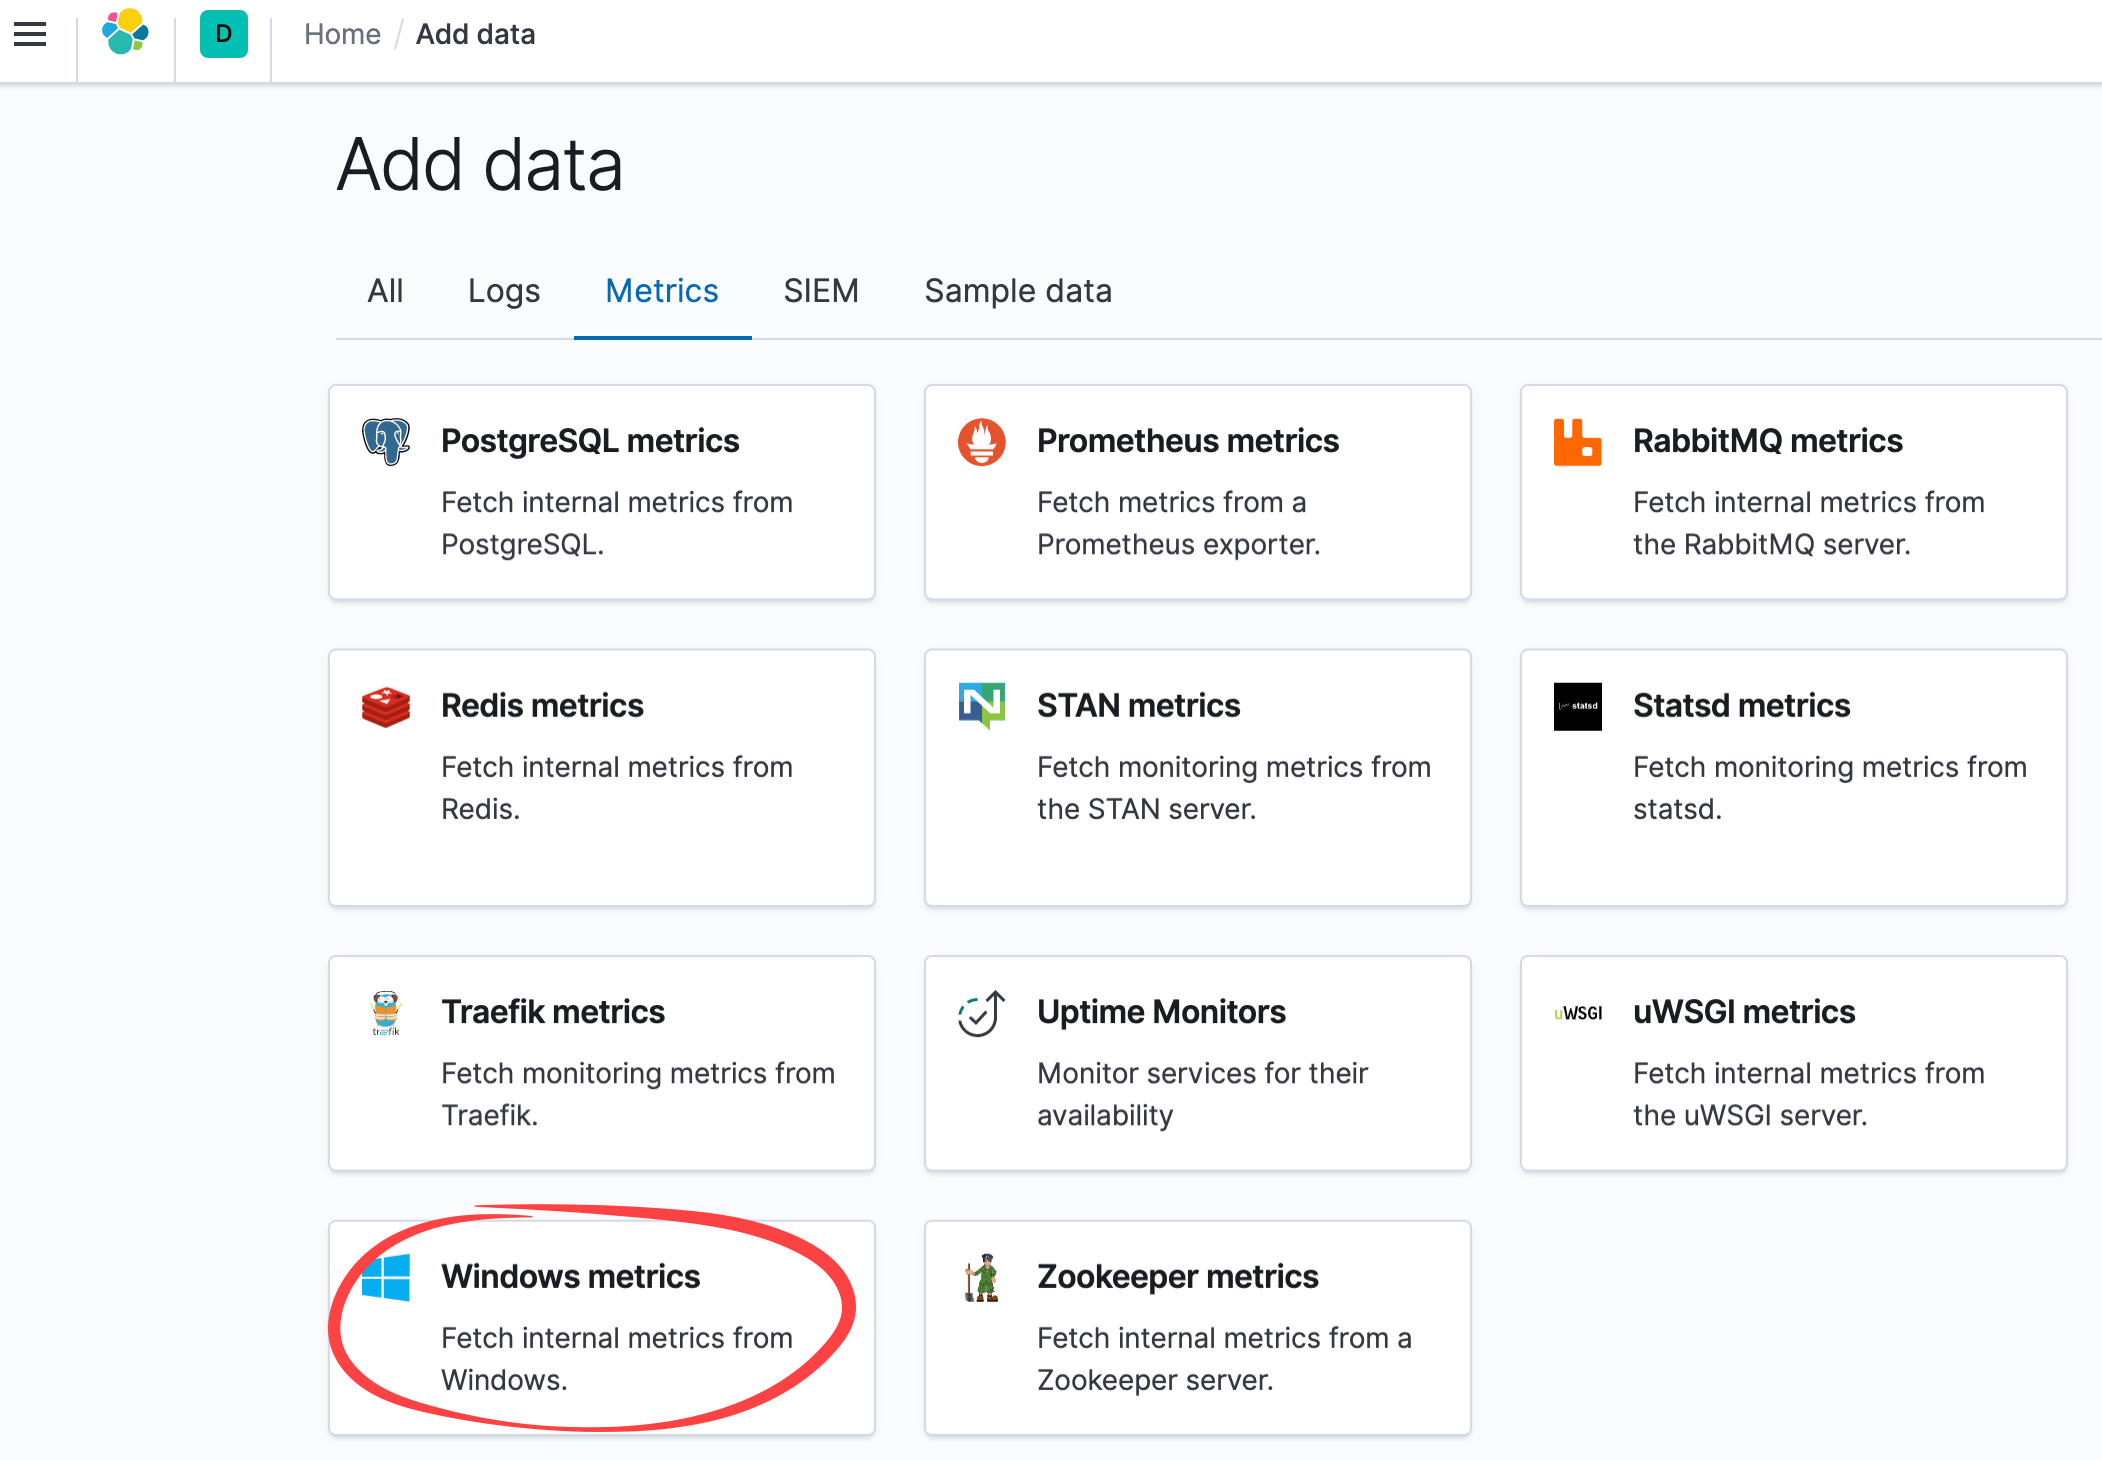 D
Home / Add data
Add data
All
Logs
Metrics
SIEM
Sample data
PostgreSQL metrics
Fetch internal metrics from
PostgreSQL.
Prometheus metrics
Fetch metrics from a
Prometheus exporter.
RabbitMQ metrics
Fetch internal metrics from
the RabbitMQ server.
Redis metrics
Fetch internal metrics from
Redis.
STAN metrics
Fetch monitoring metrics from
the STAN server.
statsd
Statsd metrics
Fetch monitoring metrics from
statsd.
træfik
Traefik metrics
Fetch monitoring metrics from
Traefik.
Uptime Monitors
Monitor services for their
availability
uWSGI
uWSGI metrics
Fetch internal metrics from
the uWSGI server.
Windows metrics
Fetch internal metrics from
Windows.
Zookeeper metrics
Fetch internal metrics from a
Zookeeper server.